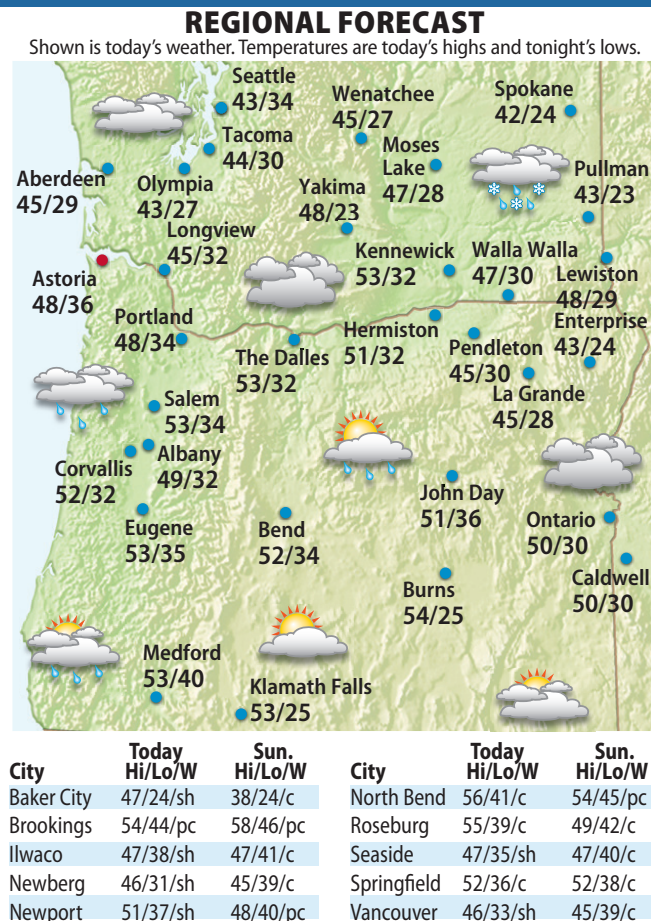 REGIONAL FORECAST
Shown is today's weather. Temperatures are today's highs and tonight's lows.
Seattle
43/34
Wenatchee
45/27
Spokane
42/24
Tacoma
44/30
Moses
Lake
47/28
Pullman
43/23
Aberdeen
45/29
Olympia
43/27
Yakima
48/23
Longview
45/32
Kennewick
53/32
Walla Walla
47/30
Lewiston
48/29
Astoria
48/36
Portland
48/34
The Dalles
53/32
Hermiston
51/32
Pendleton
45/30
Enterprise
43/24
La Grande
45/28
Salem
53/34
Albany
49/32
Corvallis
52/32
Eugene
53/35
Bend
52/34
John Day
51/36
Ontario
50/30
Caldwell
50/30
Burns
54/25
Medford
53/40
Klamath Falls
53/25
Today Sun.
City Hi/Lo/W Hi/Lo/W
Baker City 47/24/sh 38/24/c
Brookings 54/44/pc 58/46/pc
Ilwaco 47/38/sh 47/41/c
Newberg 46/31/sh 45/39/c
Newport 51/37/sh 48/40/pc
Today Sun.
City Hi/Lo/W Hi/Lo/W
North Bend 56/41/c 54/45/pc
Roseburg 55/39/c 49/42/c
Seaside 47/35/sh 47/40/c
Springfield 52/36/c 52/38/c
Vancouver 46/33/sh 45/39/c